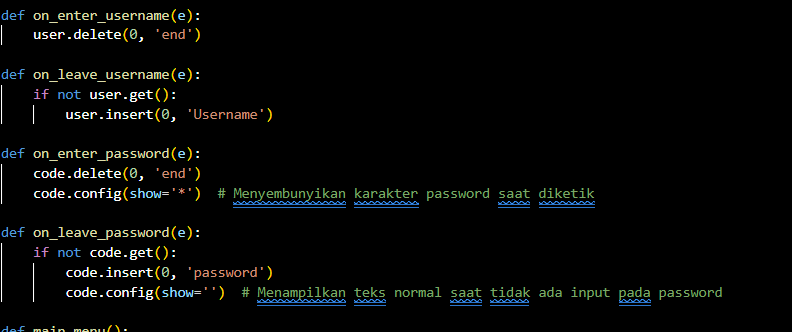 def on_enter_username(e):
    user.delete(0, 'end')
def on_leave_username(e):
    if not user.get():
        user.insert(0, 'Username')
def on_enter_password(e):
    code.delete(0, 'end')
    code.config(show='*')  # Menyembunyikan karakter password saat diketik
def on_leave_password(e):
    if not code.get():
        code.insert(0, 'password')
        code.config(show='')  # Menampilkan teks normal saat tidak ada input pada password
def main_menu():